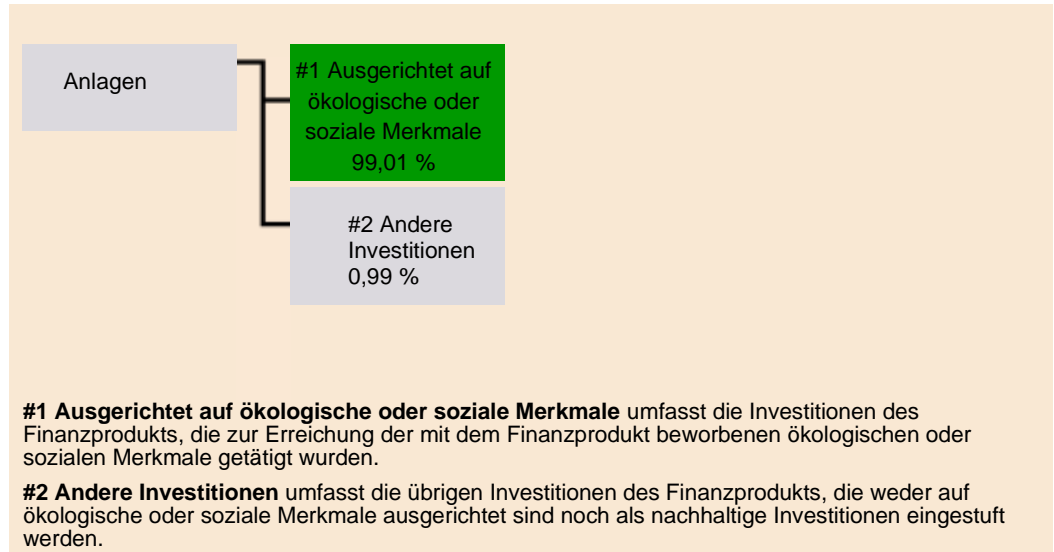 Anlagen
#1 Ausgerichtet auf
ökologische oder
soziale Merkmale
99,01 %
#2 Andere
Investitionen
0,99 %
#1 Ausgerichtet auf ökologische oder soziale Merkmale umfasst die Investitionen des
Finanzprodukts, die zur Erreichung der mit dem Finanzprodukt beworbenen ökologischen oder
sozialen Merkmale getätigt wurden.
#2 Andere Investitionen umfasst die übrigen Investitionen des Finanzprodukts, die weder auf
ökologische oder soziale Merkmale ausgerichtet sind noch als nachhaltige Investitionen eingestuft
werden.